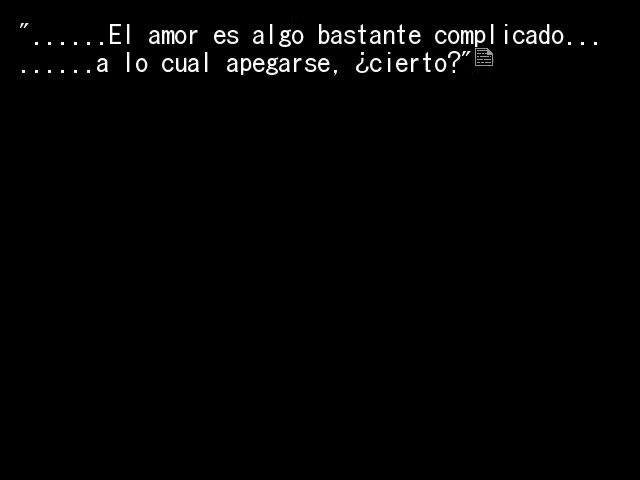 "......El amor es algo bastante complicado...
......a lo cual apegarse, ¿cierto?"